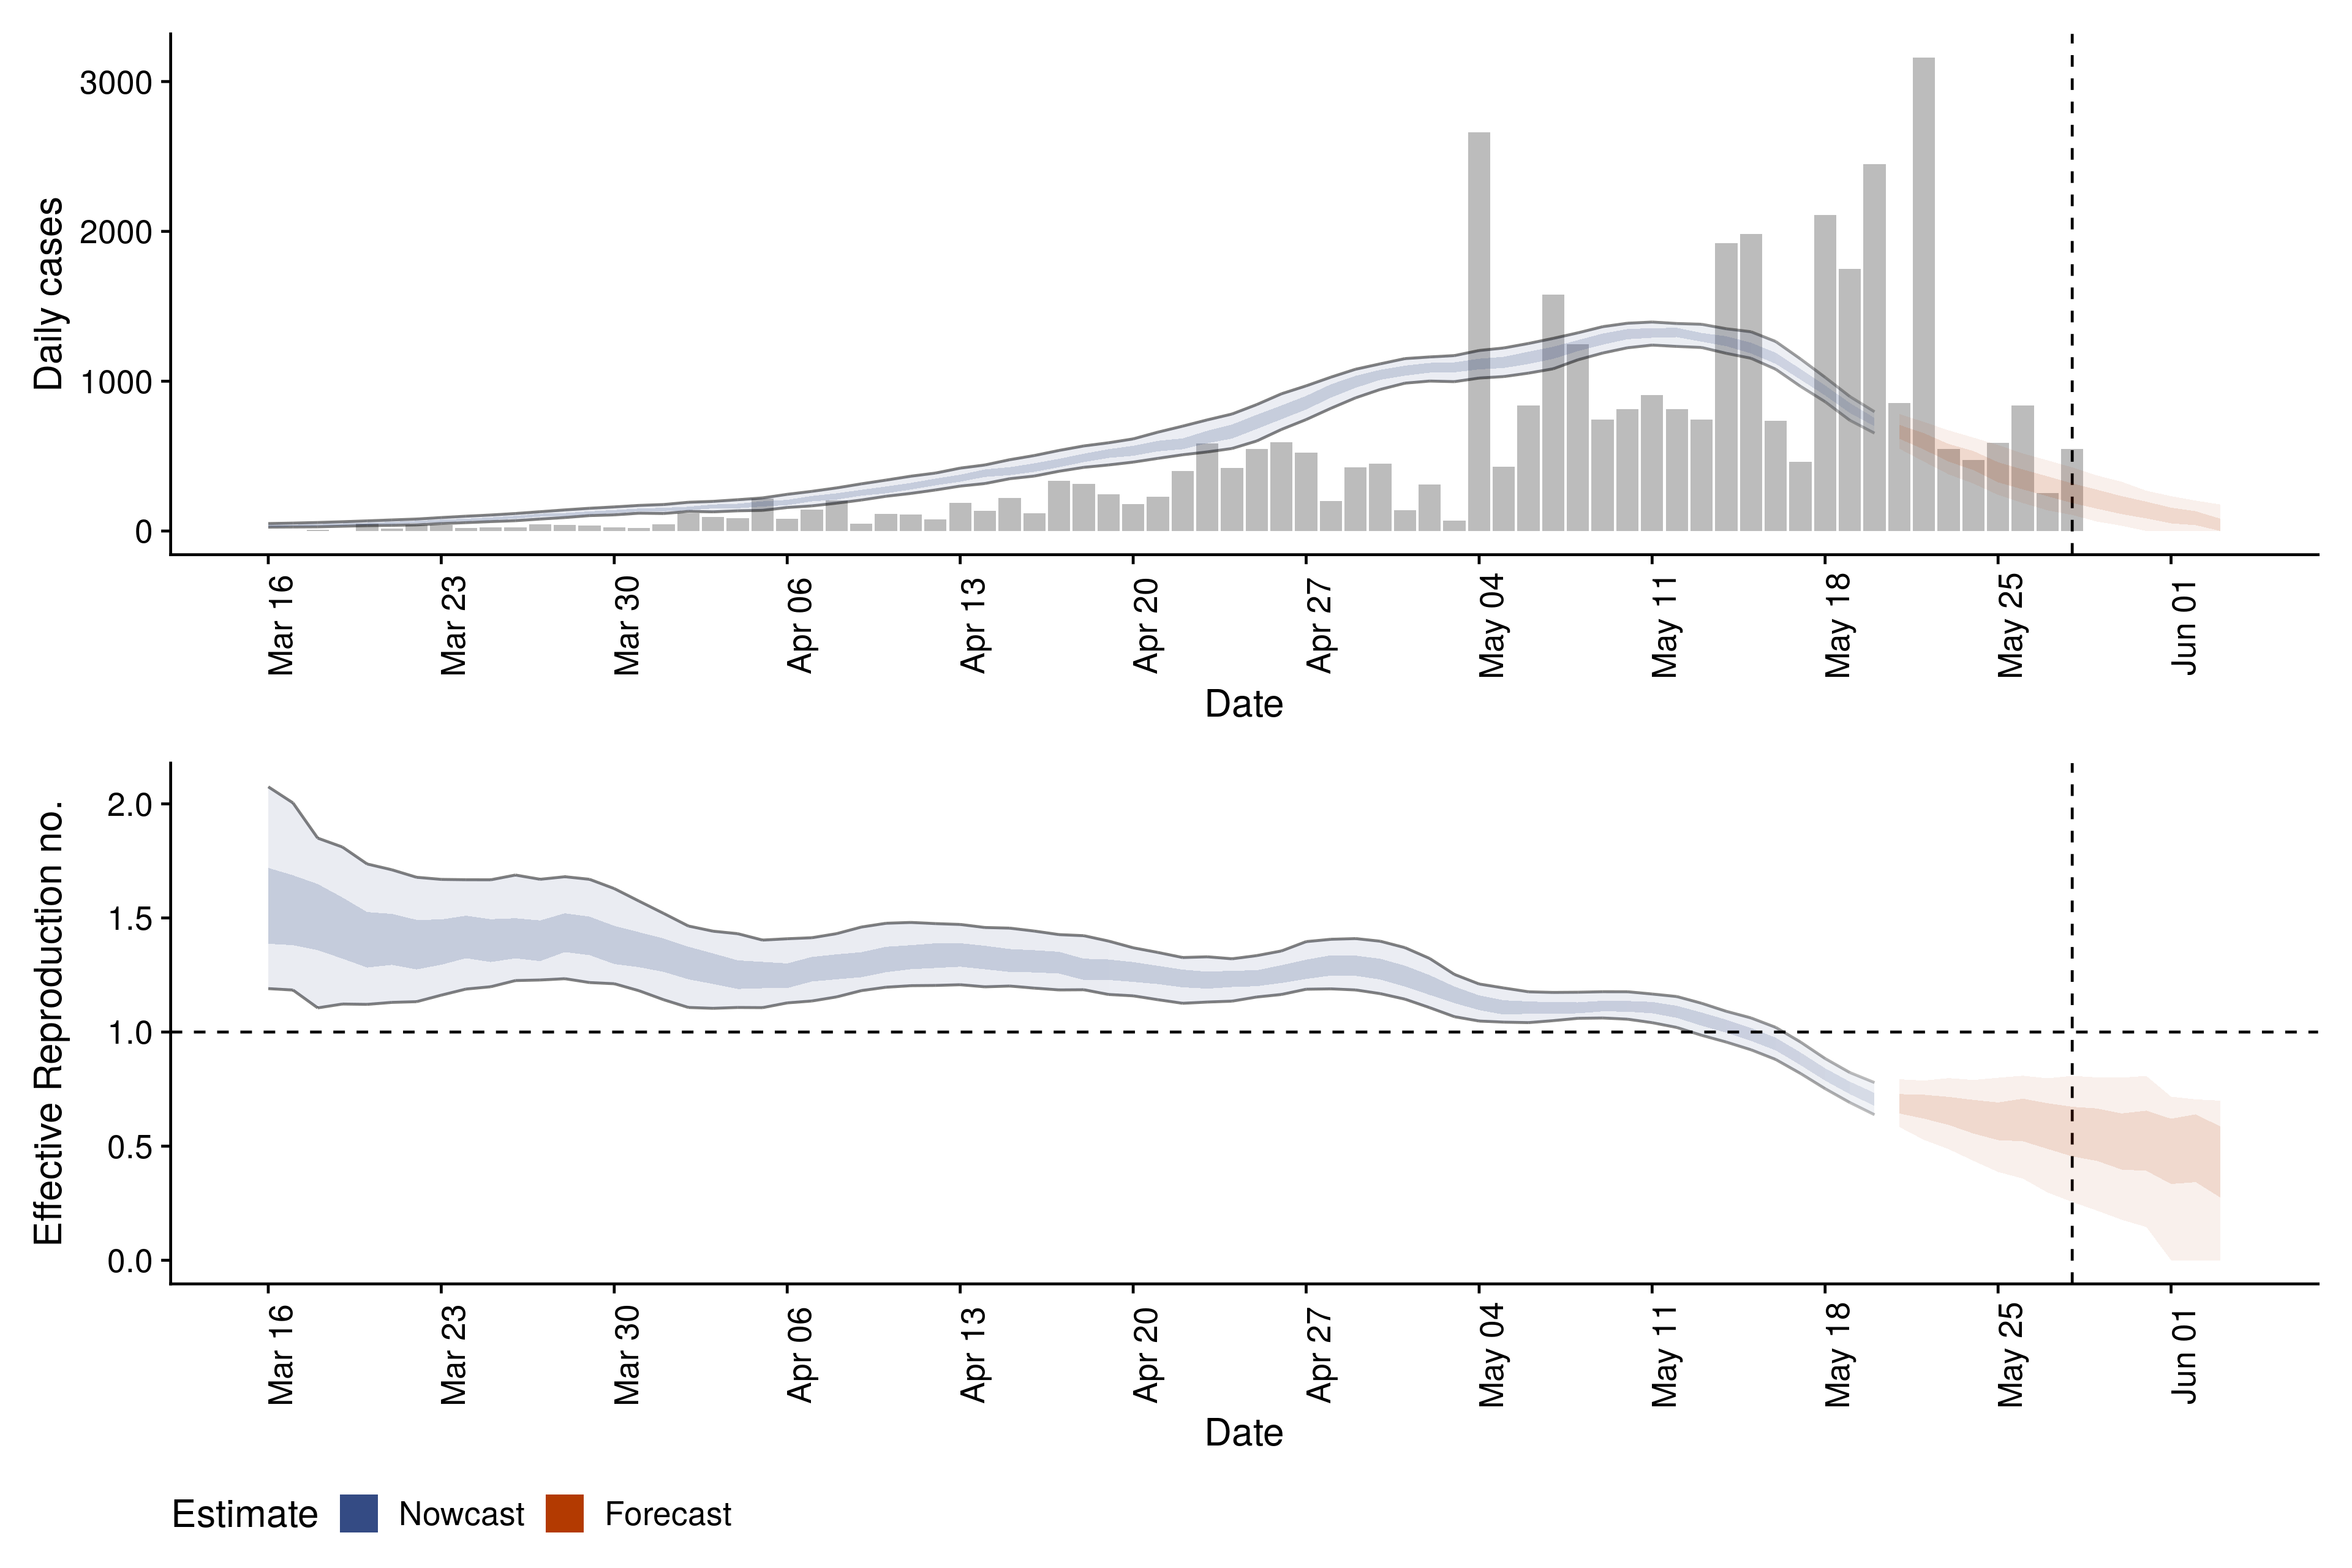 Daily cases
3000
2000
1000
0
Mar 16
Mar 23
Mar 30
Apr 06
Apr 13
Apr 20
Apr 27
May 04
May 11
May 18
May 25
Jun 01
Date
Effective Reproduction no.
2.0
1.5
1.0
0.5
0.0
Mar 16
Mar 23
Mar 30
Apr 06
Apr 13
Apr 20
Apr 27
May 04
May 11
May 18
May 25
Jun 01
Date
Estimate Nowcast Forecast